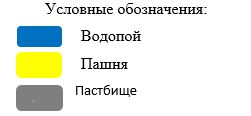 Условные обозначения:
Водопой
Пашня
Пастбище